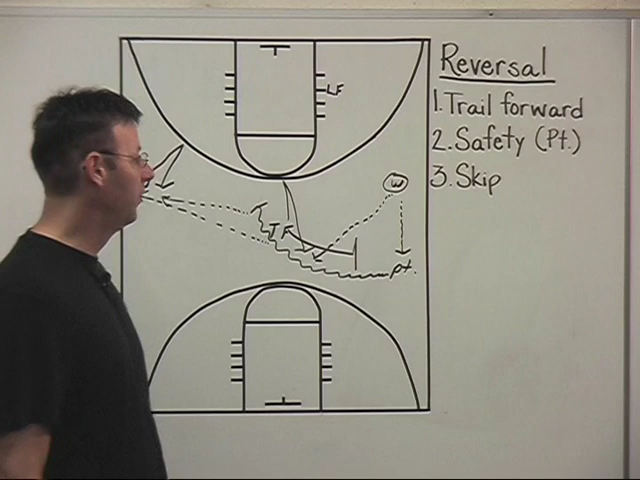 Reversal
1. Trail forward
2. Safety (Pt.)
3. Skip
LF
W
TF
pt.